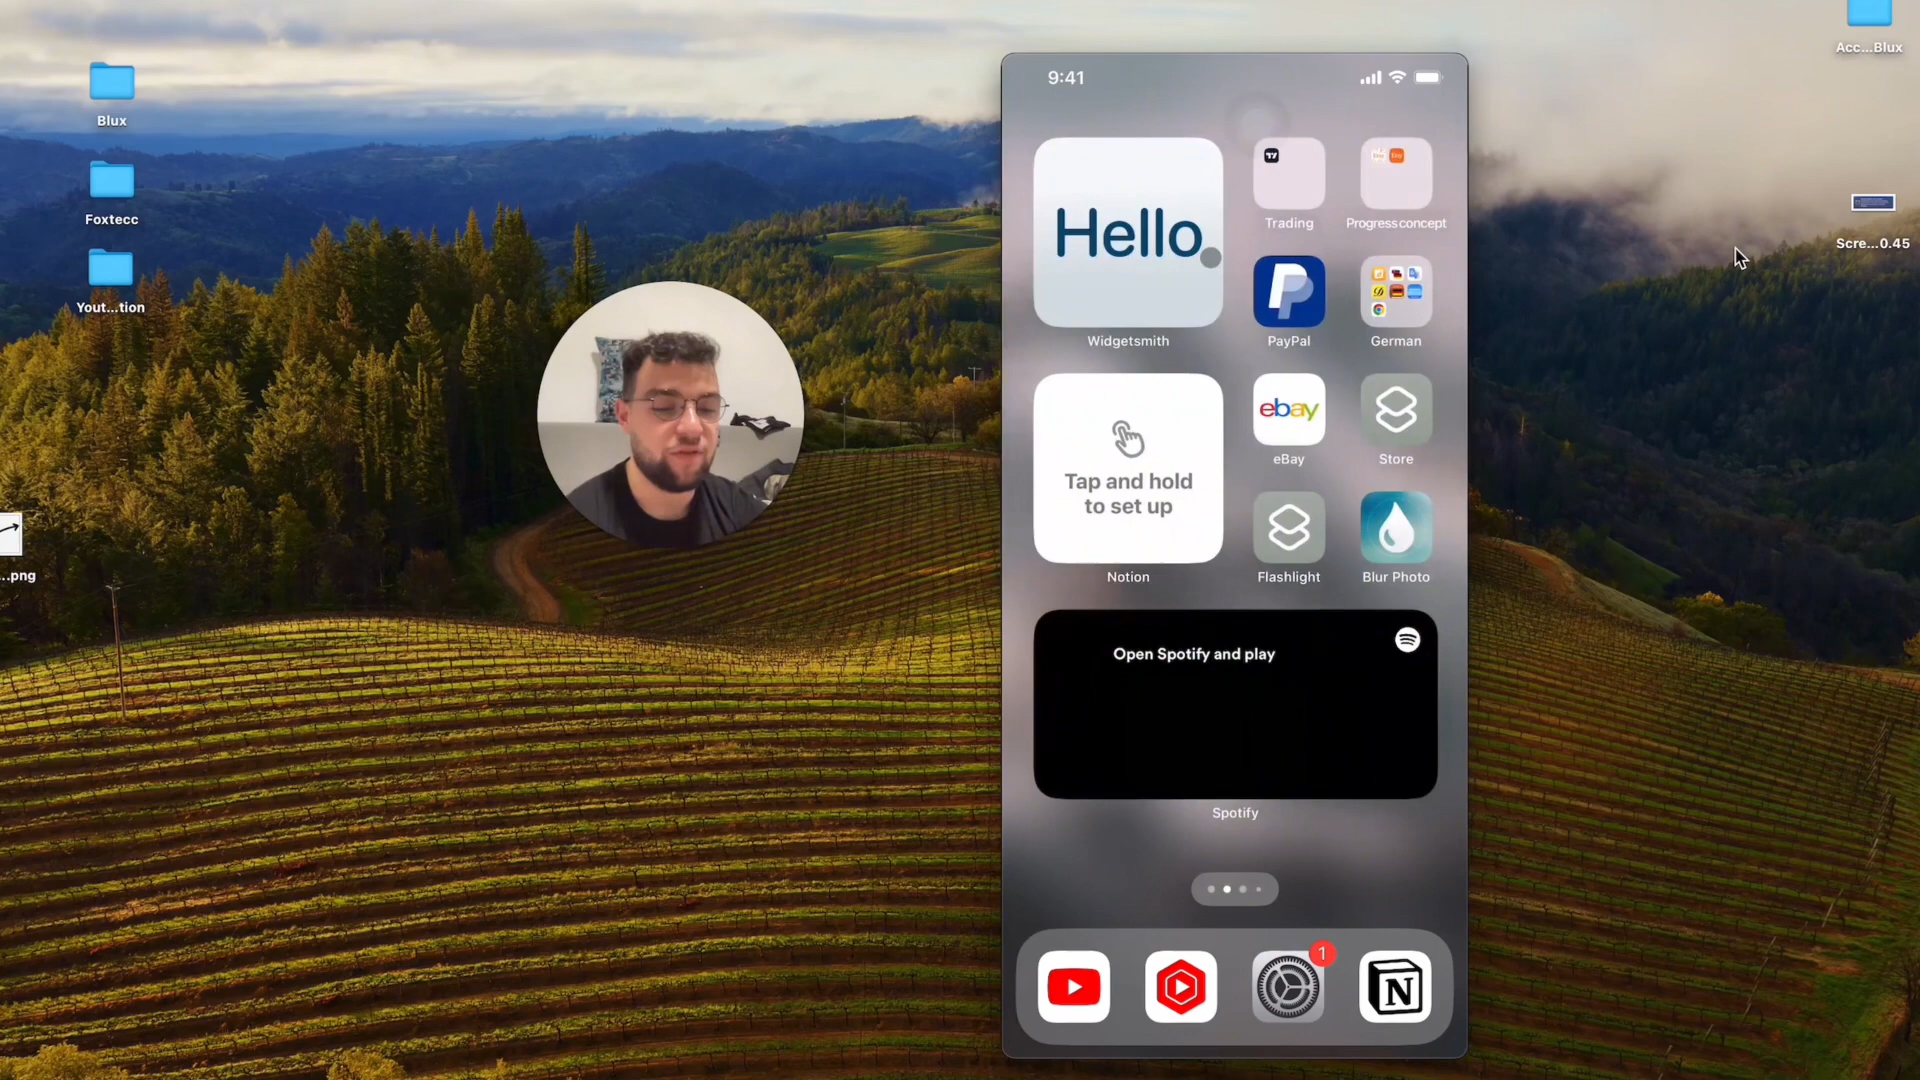 Blux
Foxtecc
Yout...tion
...png
9:41
Hello.
Widgetsmith
Trading
Progress concept
PayPal
German
Tap and hold
to set up
Notion
ebay
eBay
Store
Flashlight
Blur Photo
Open Spotify and play
Spotify
1
N
Acc...Blux
Scre...0.45